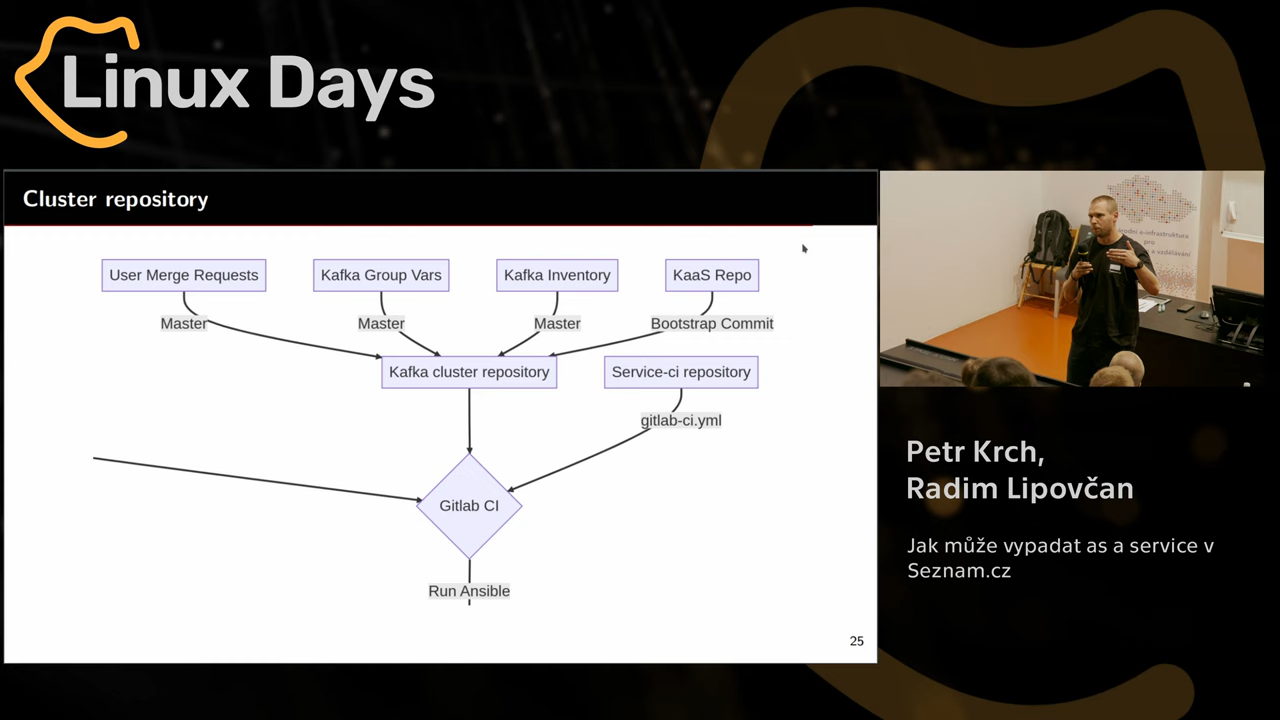 Linux Days
Cluster repository
User Merge Requests
Kafka Group Vars
Kafka Inventory
KaaS Repo
Master
Master
Master
Bootstrap Commit
Kafka cluster repository
Service-ci repository
gitlab-ci.yml
Gitlab CI
Run Ansible
25
pro
vzdělávání
Petr Krch,
Radim Lipovčan
Jak může vypadat as a service v
Seznam.cz